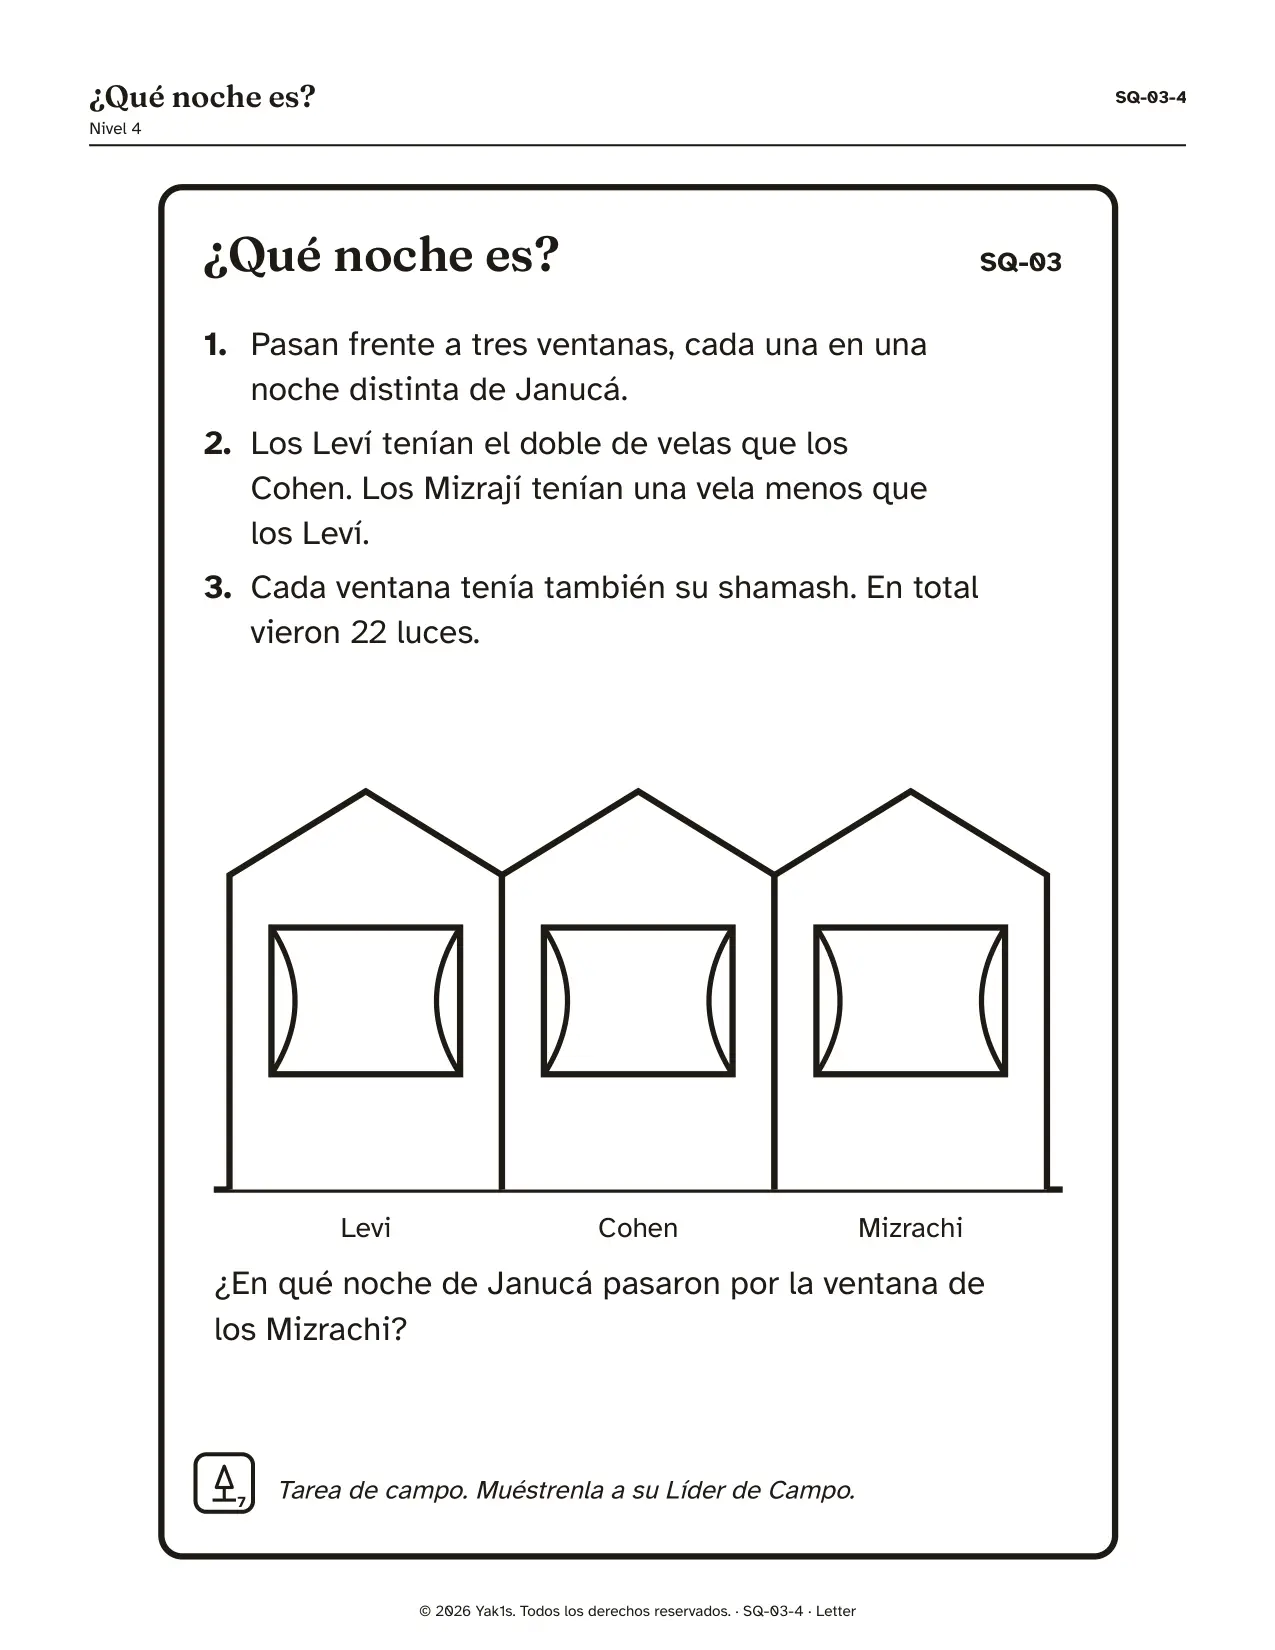 ¿Qué noche es?
SQ-03-4
Nivel 4
¿Qué noche es?
SQ-03
1. Pasan frente a tres ventanas, cada una en una
noche distinta de Janucá.
2. Los Leví tenían el doble de velas que los
Cohen. Los Mizrají tenían una vela menos que
los Leví.
3. Cada ventana tenía también su shamash. En total
vieron 22 luces.
Levi
Cohen
Mizrachi
¿En qué noche de Janucá pasaron por la ventana de
los Mizrachi?
7
Tarea de campo. Muéstrenla a su Líder de Campo.
© 2026 Yak1s. Todos los derechos reservados. · SQ-03-4 · Letter